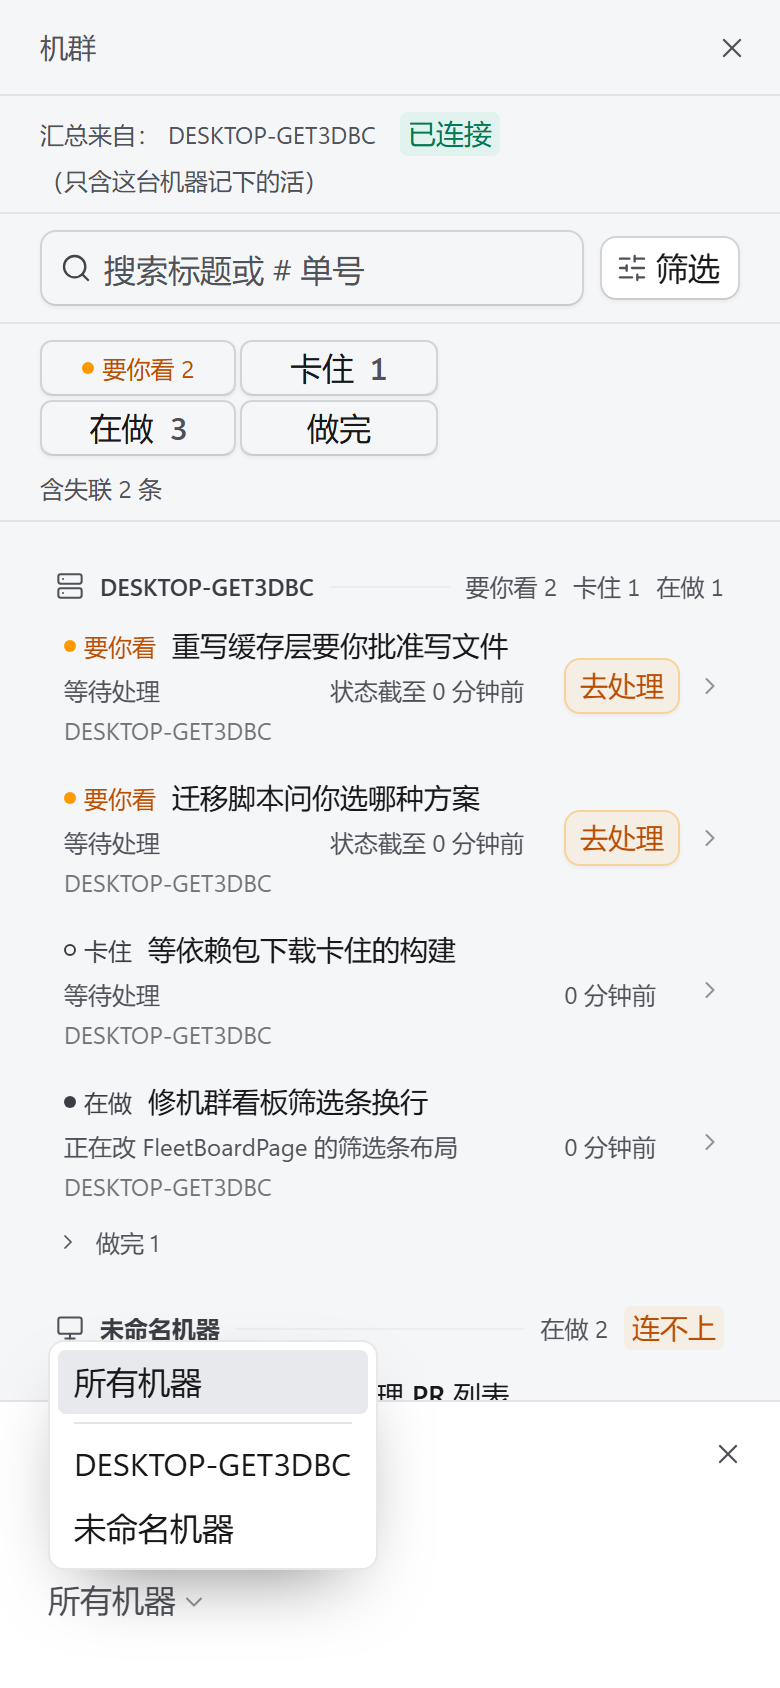 机群
汇总来自： DESKTOP-GET3DBC 已连接
（只含这台机器记下的活）
搜索标题或 # 单号
筛选
要你看 2
卡住 1
在做 3
做完
含失联 2 条
DESKTOP-GET3DBC 要你看 2 卡住 1 在做 1
要你看 重写缓存层要你批准写文件
等待处理 状态截至 0 分钟前
去处理
DESKTOP-GET3DBC
要你看 迁移脚本问你选哪种方案
等待处理 状态截至 0 分钟前
去处理
DESKTOP-GET3DBC
卡住 等依赖包下载卡住的构建
等待处理 0 分钟前
DESKTOP-GET3DBC
在做 修机群看板筛选条换行
正在改 FleetBoardPage 的筛选条布局 0 分钟前
DESKTOP-GET3DBC
做完 1
未命名机器 在做 2 连不上
理 PR 列表
所有机器
DESKTOP-GET3DBC
未命名机器
所有机器